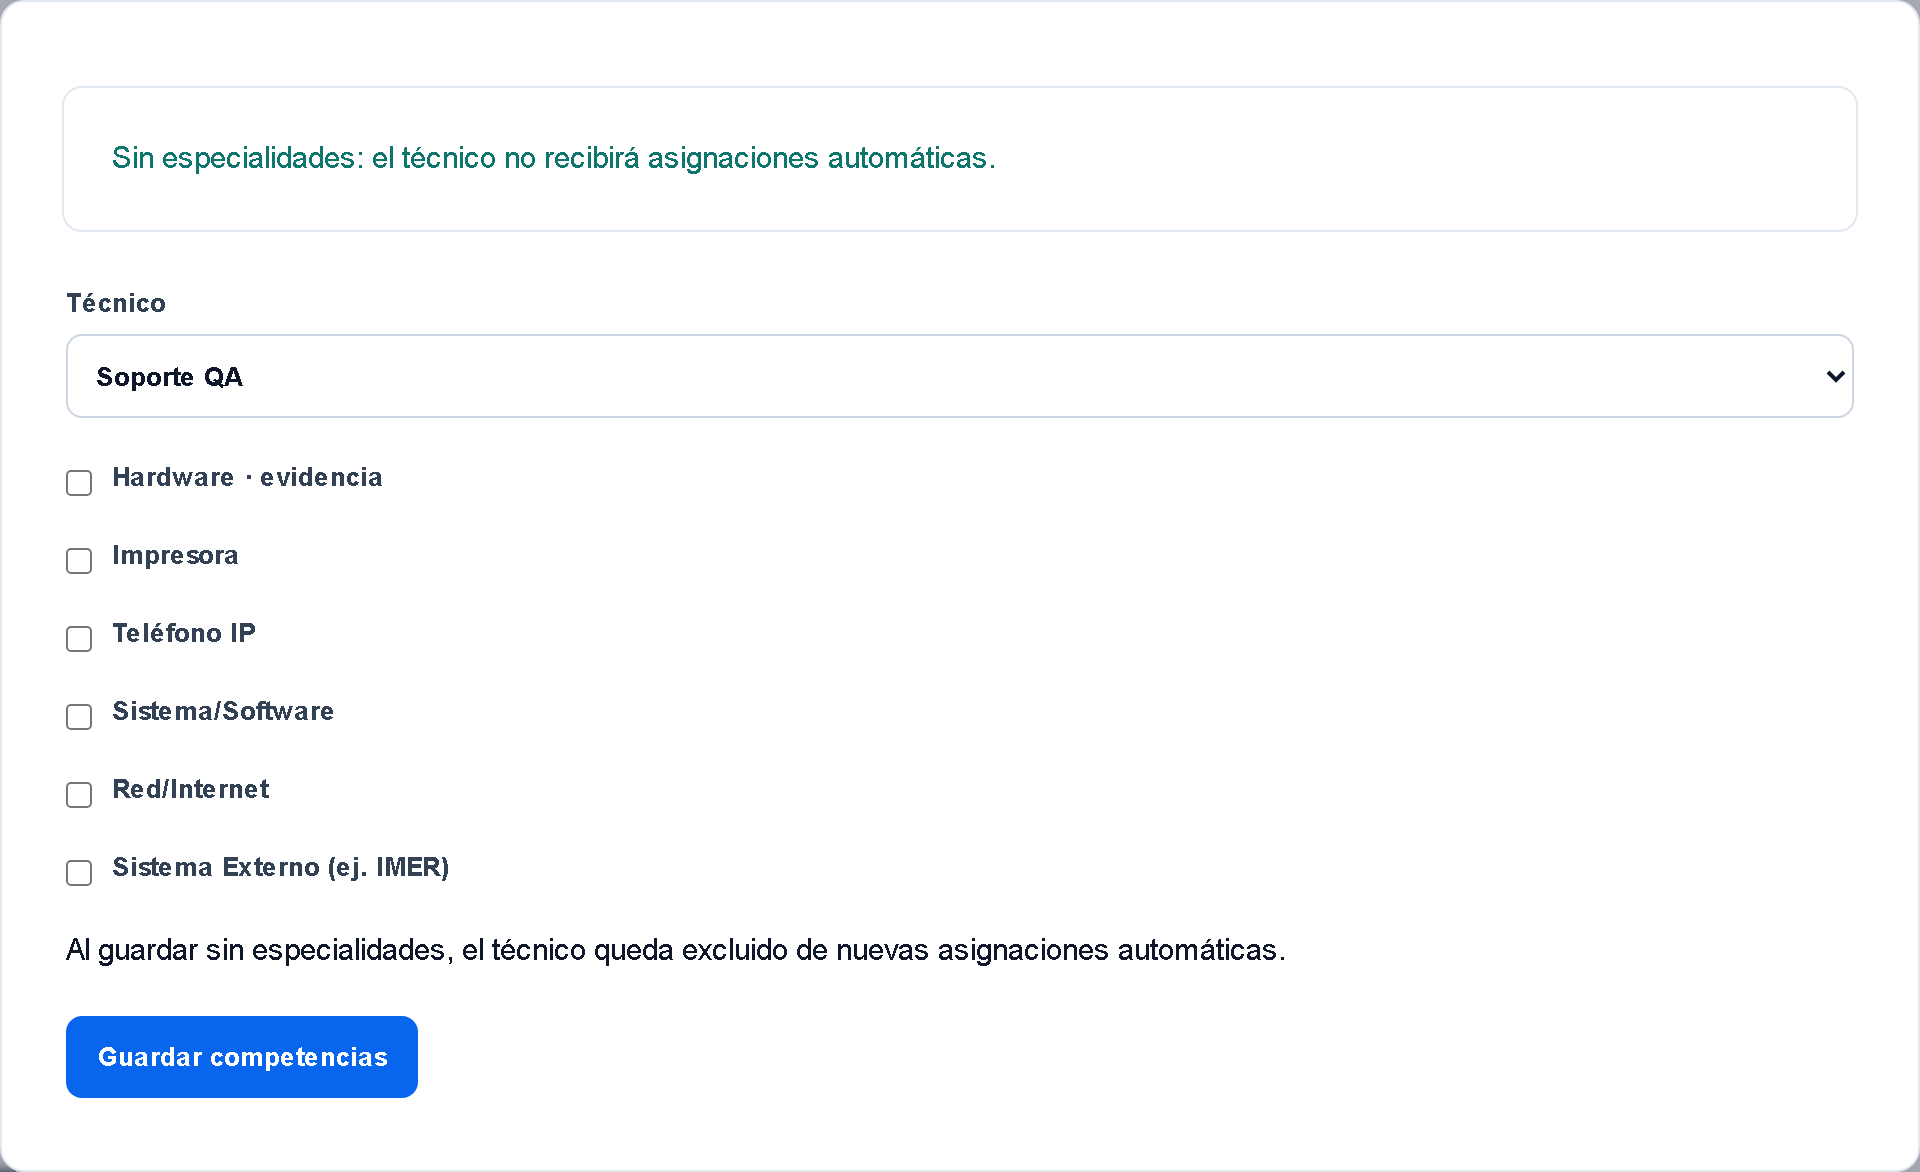 Sin especialidades: el técnico no recibirá asignaciones automáticas.
Técnico
Soporte QA
Hardware · evidencia
Impresora
Teléfono IP
Sistema/Software
Red/Internet
Sistema Externo (ej. IMER)
Al guardar sin especialidades, el técnico queda excluido de nuevas asignaciones automáticas.
Guardar competencias